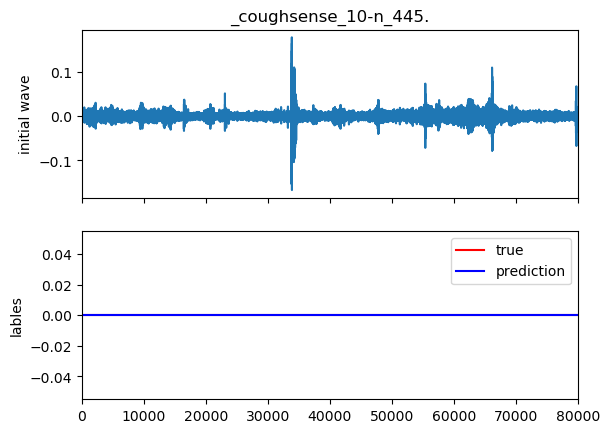 _coughsense_10-n_445.
initial wave
0.1
0.0
−0.1
lables
0.04
0.02
0.00
−0.02
−0.04
true
prediction
0 10000 20000 30000 40000 50000 60000 70000 80000